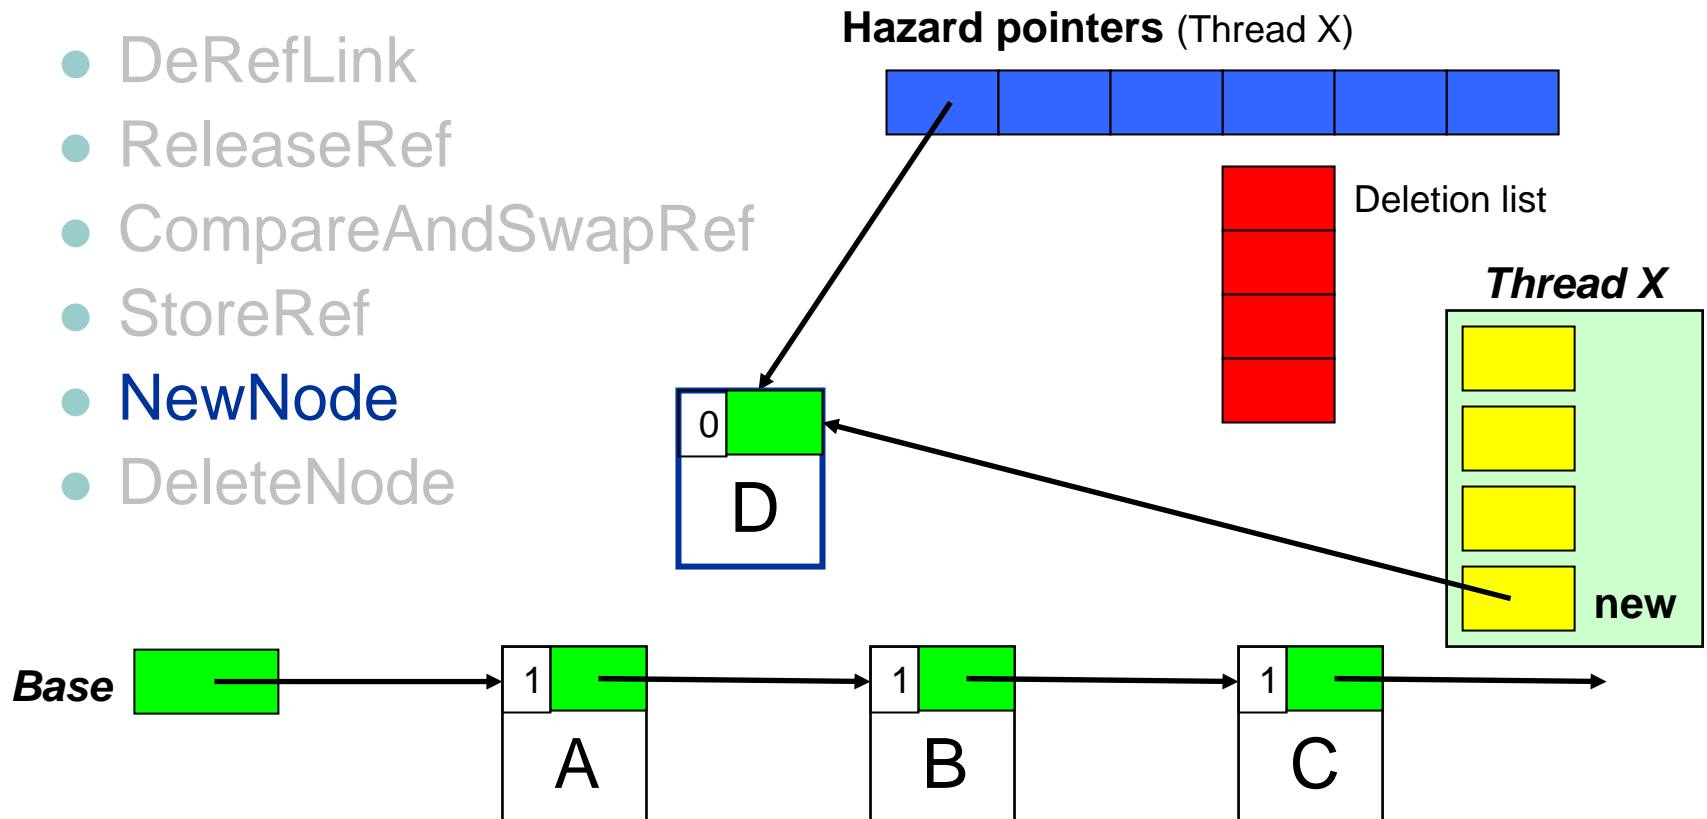 Hazard pointers (Thread X)
● DeRefLink
● ReleaseRef
● CompareAndSwapRef
● StoreRef
● NewNode
● DeleteNode
Deletion list
Thread X
0
D
new
Base
1
A
1
B
1
C